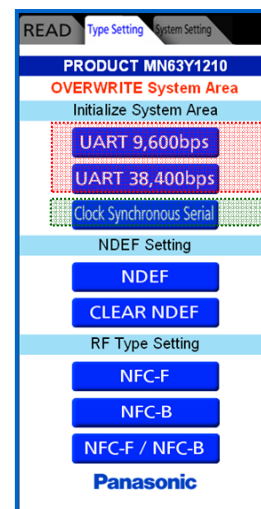 READ Type Setting System Setting
PRODUCT MN63Y1210
OVERWRITE System Area
Initialize System Area
UART 9,600bps
UART 38,400bps
Clock Synchronous Serial
NDEF Setting
NDEF
CLEAR NDEF
RF Type Setting
NFC-F
NFC-B
NFC-F / NFC-B
Panasonic